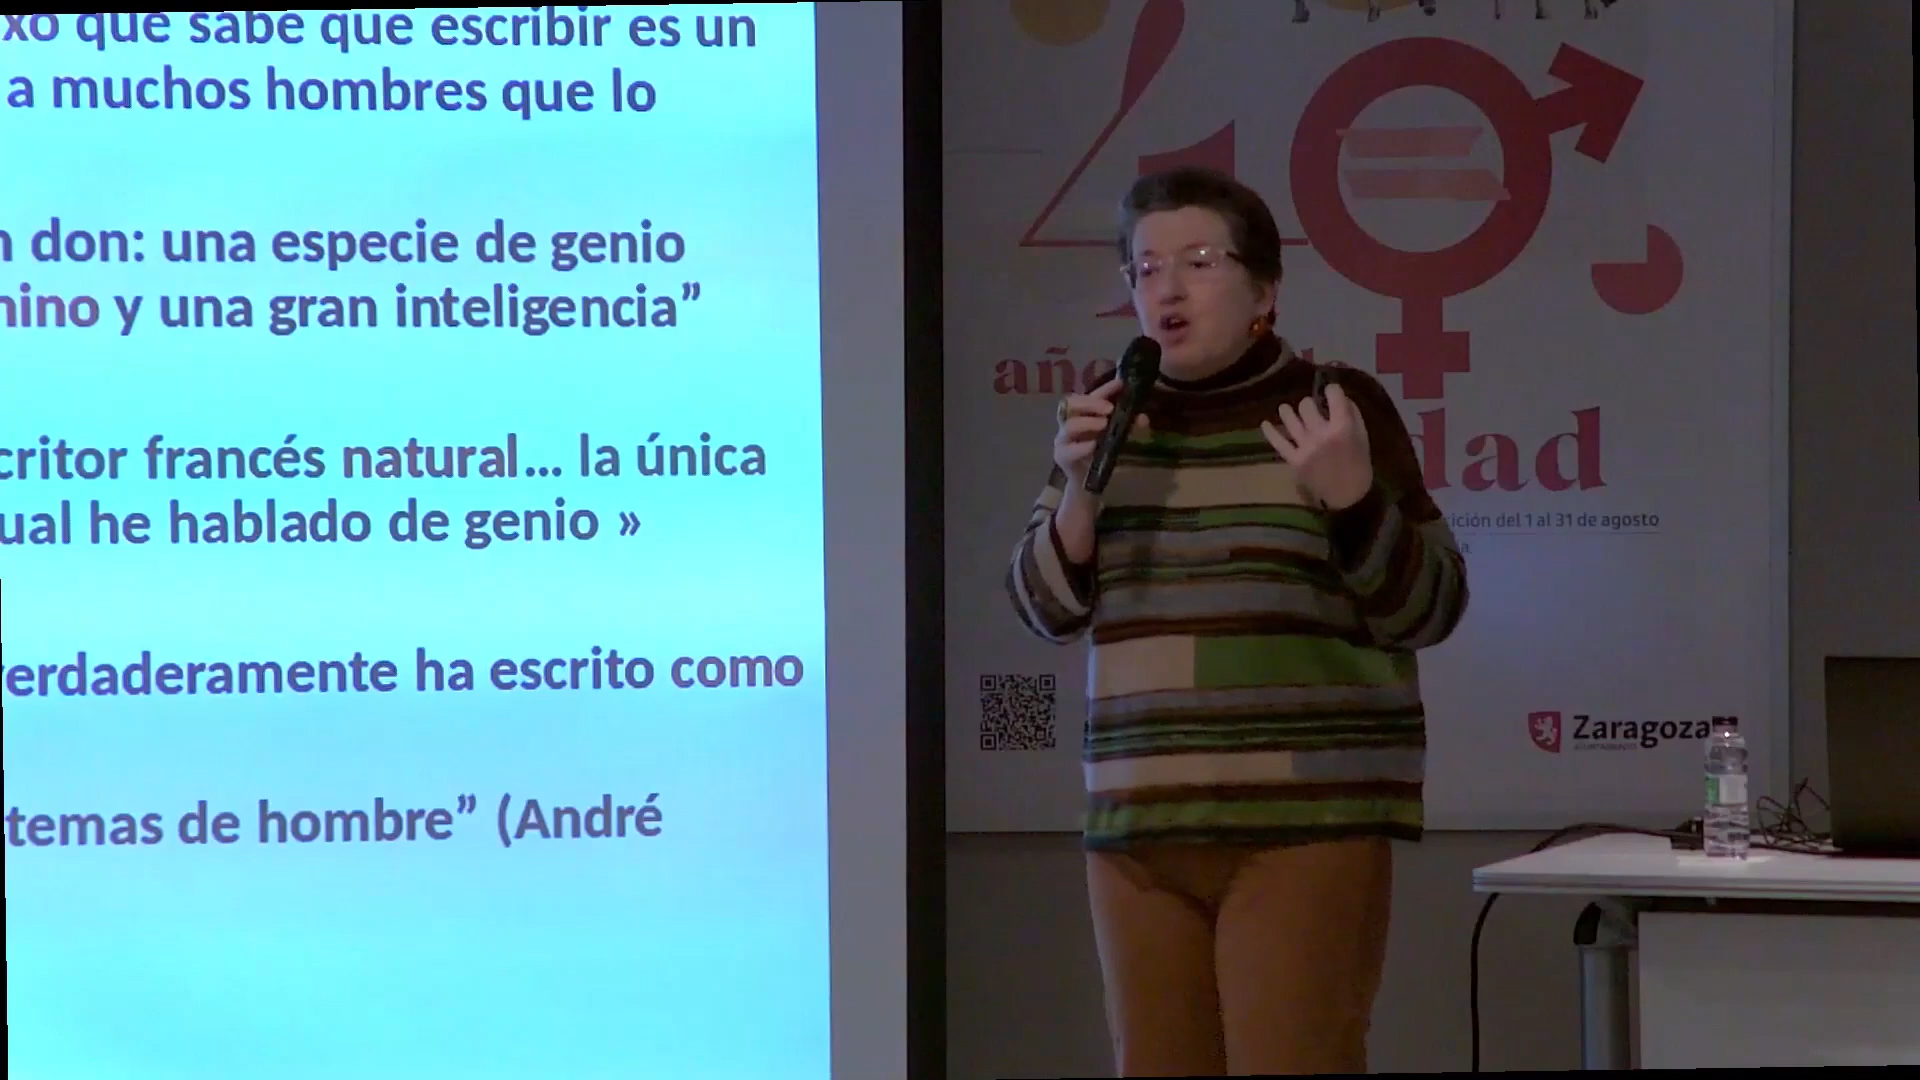 xo que sabe que escribir es un
a muchos hombres que lo
don: una especie de genio
nino y una gran inteligencia”
critor francés natural... la única
ual he hablado de genio »
verdaderamente ha escrito como
temas de hombre” (André
40
dad
ición del 1 al 31 de agosto
Zaragoza